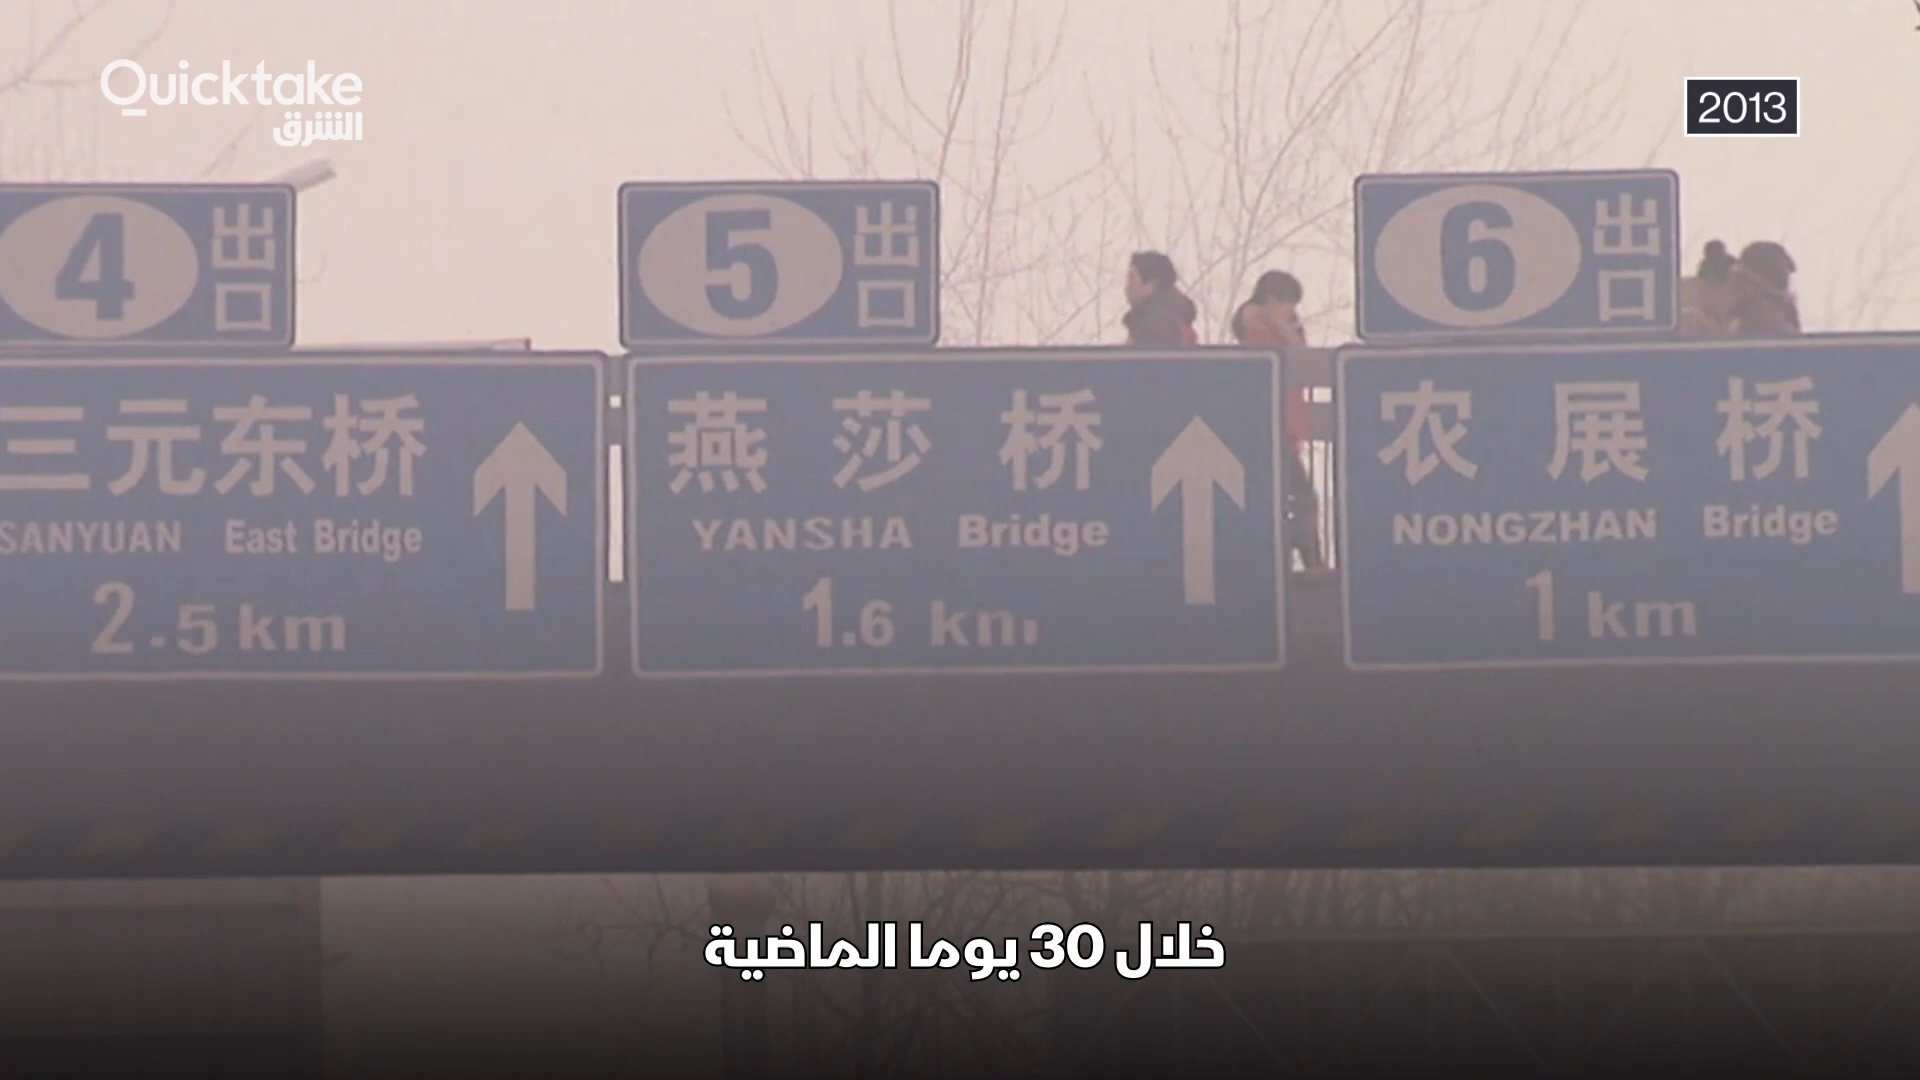 Quicktake
الشرق
2013
4 出口
三元东桥
SANYUAN East Bridge
2.5 km
5 出口
燕莎桥
YANSHA Bridge
1.6 km
6 出口
农展桥
NONGZHAN Bridge
1 km
خلال 30 يوما الماضية